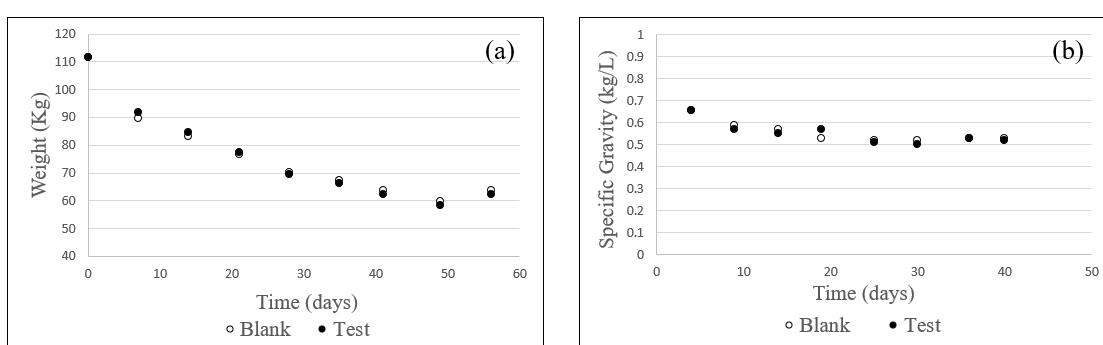 (a)
Weight (Kg)
120
110
100
90
80
70
60
50
40
0 10 20 30 40 50 60
Time (days)
Blank Test
(b)
Specific Gravity (kg/L)
1
0.9
0.8
0.7
0.6
0.5
0.4
0.3
0.2
0.1
0
0 10 20 30 40 50
Time (days)
Blank Test